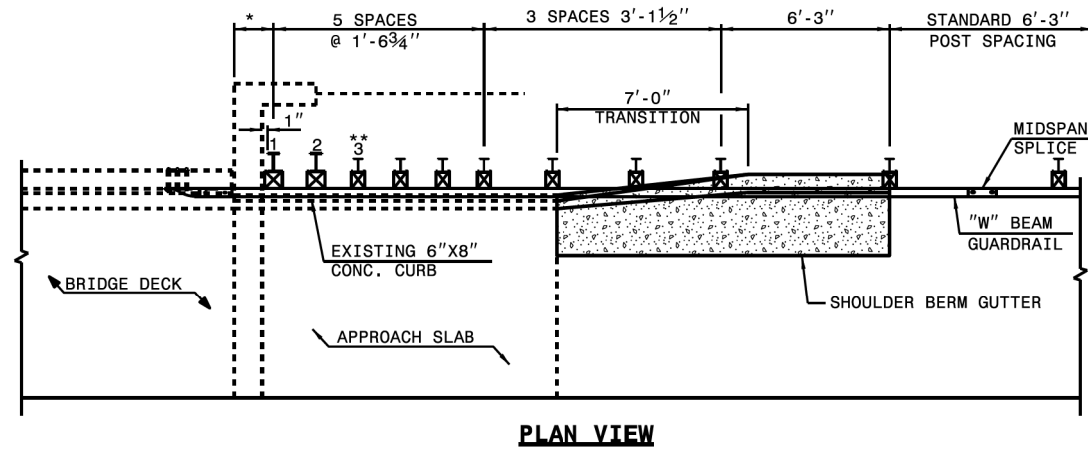 *
5 SPACES
@ 1'-6¾"
3 SPACES 3'-1½"
6'-3"
STANDARD 6'-3"
POST SPACING
7'-0"
TRANSITION
1"
1
2
**
3
MIDSPAN
SPLICE
"W" BEAM
GUARDRAIL
EXISTING 6"X8"
CONC. CURB
BRIDGE DECK
SHOULDER BERM GUTTER
APPROACH SLAB
PLAN VIEW